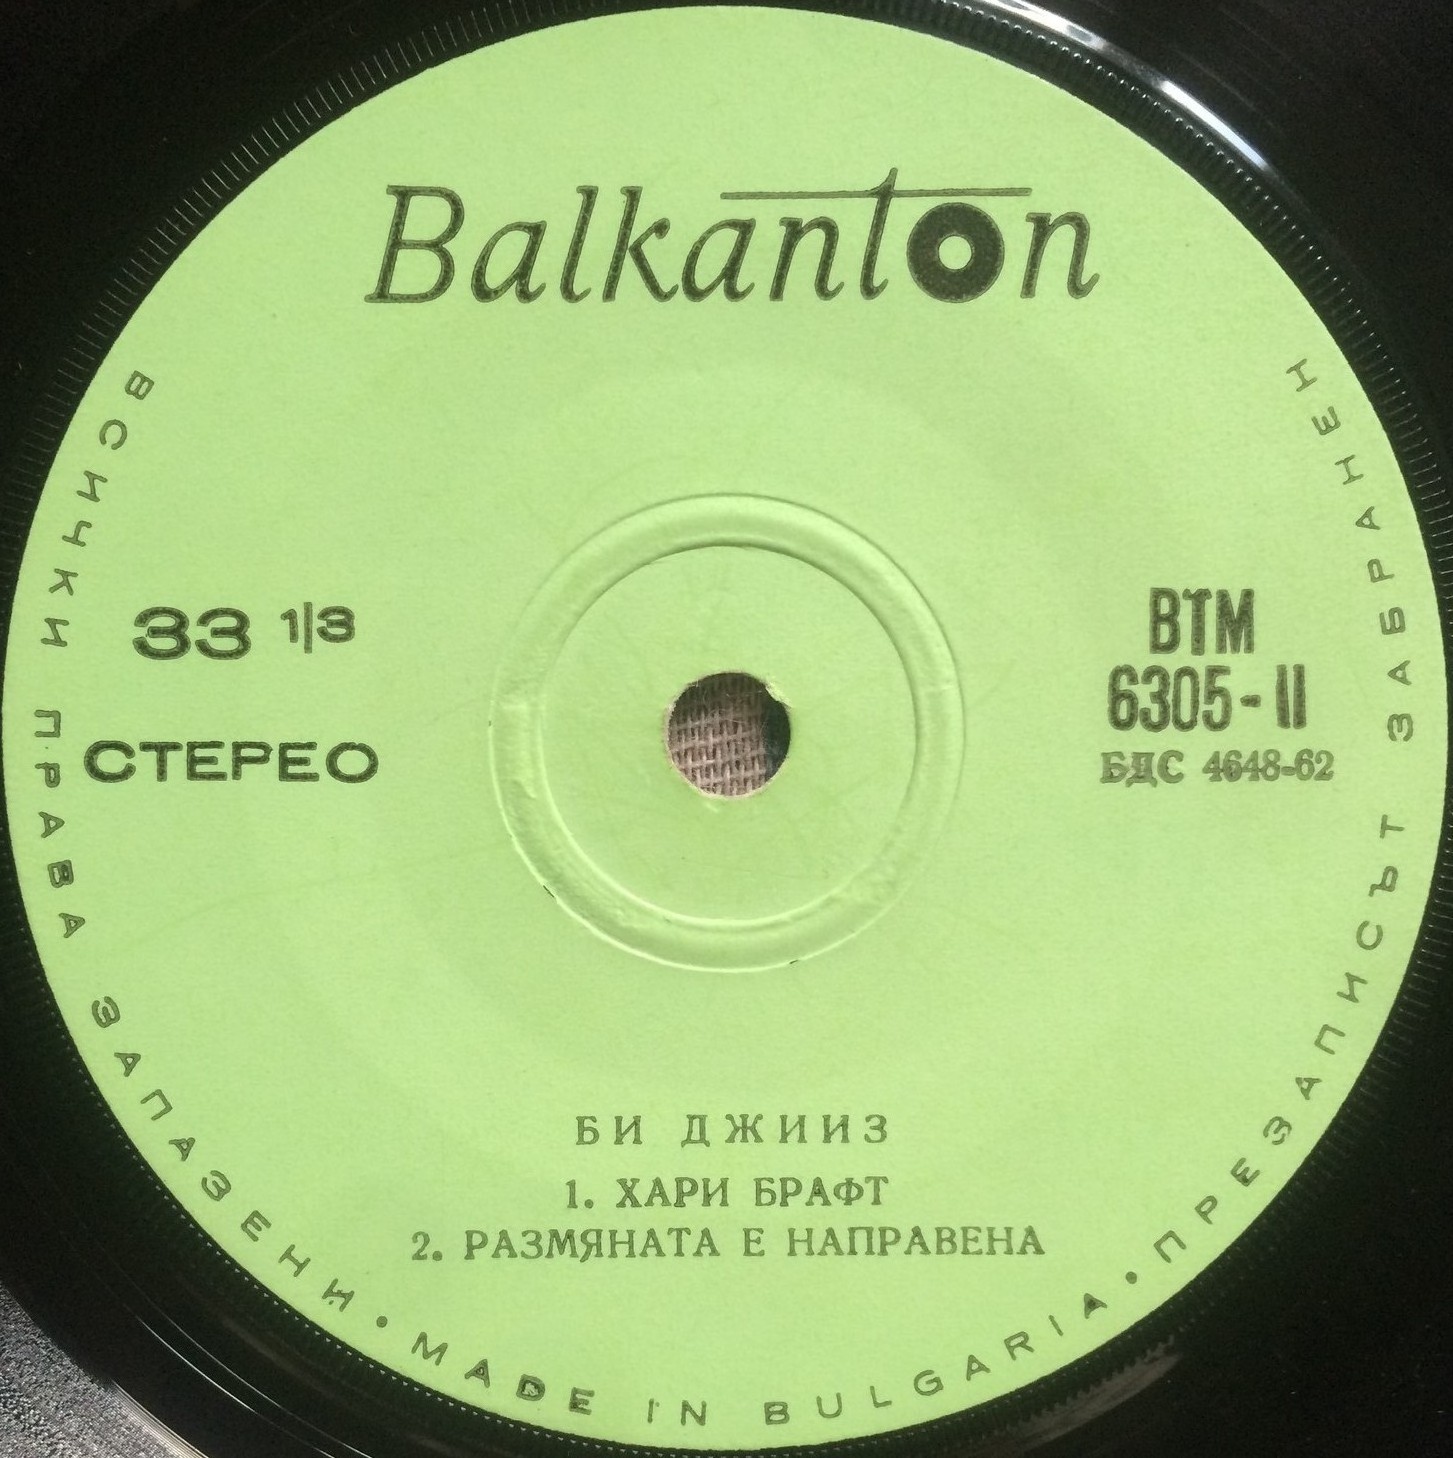 Balkanton
33 1/3
СТЕРЕО
ВТМ
6305-II
БДС 4648-62
БИ ДЖИИЗ
1. ХАРИ БРАФТ
2. РАЗМЯНАТА Е НАПРАВЕНА
ВСИЧКИ ПРАВА ЗАПАЗЕНИ • MADE IN BULGARIA • ПРЕЗАПИСЪТ ЗАБРАНЕН